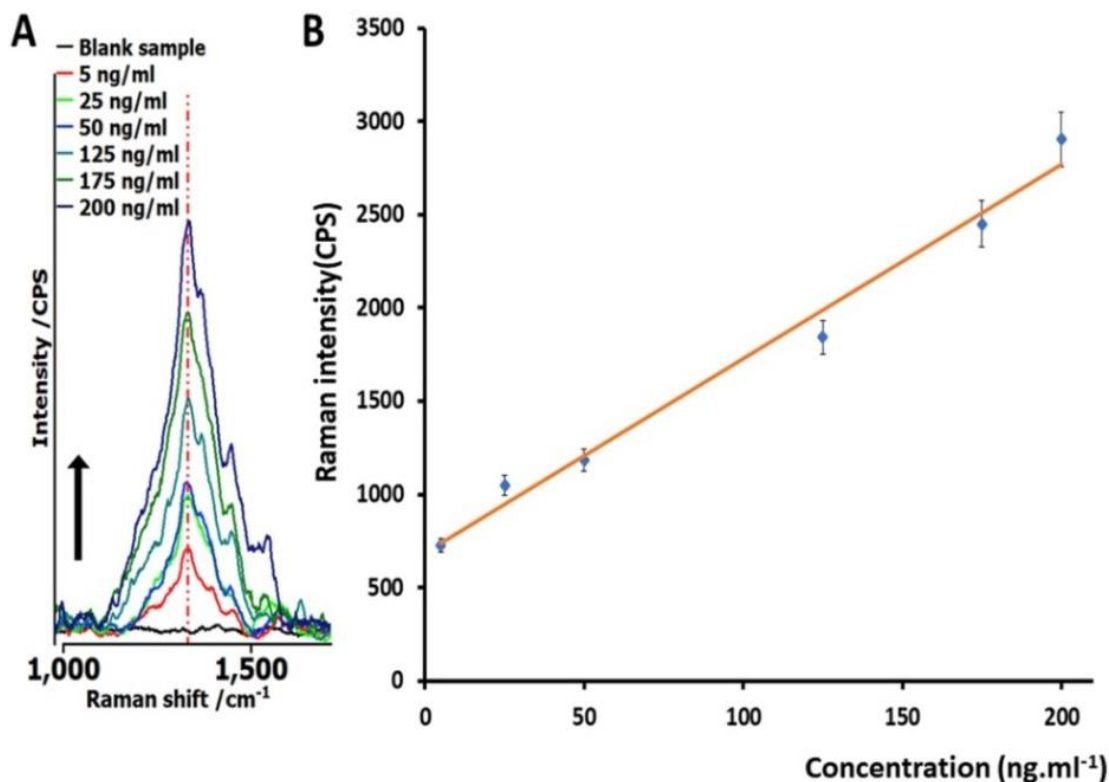 A
Blank sample
5 ng/ml
25 ng/ml
50 ng/ml
125 ng/ml
175 ng/ml
200 ng/ml
Intensity /CPS
1,000 1,500
Raman shift /cm⁻¹
B
3500
3000
2500
2000
1500
1000
500
0
Raman intensity(CPS)
0 50 100 150 200
Concentration (ng.ml⁻¹)